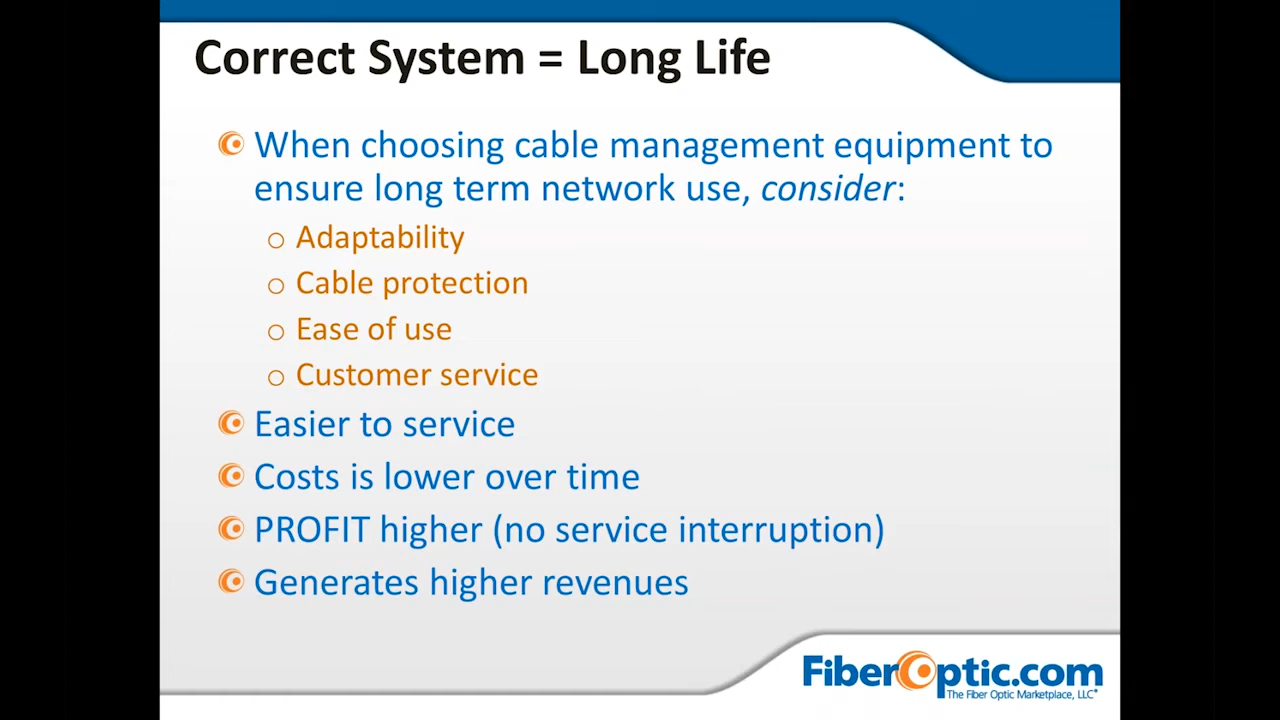 Correct System = Long Life
When choosing cable management equipment to
ensure long term network use, consider:
Adaptability
Cable protection
Ease of use
Customer service
Easier to service
Costs is lower over time
PROFIT higher (no service interruption)
Generates higher revenues
FiberOptic.com
The Fiber Optic Marketplace, LLC®